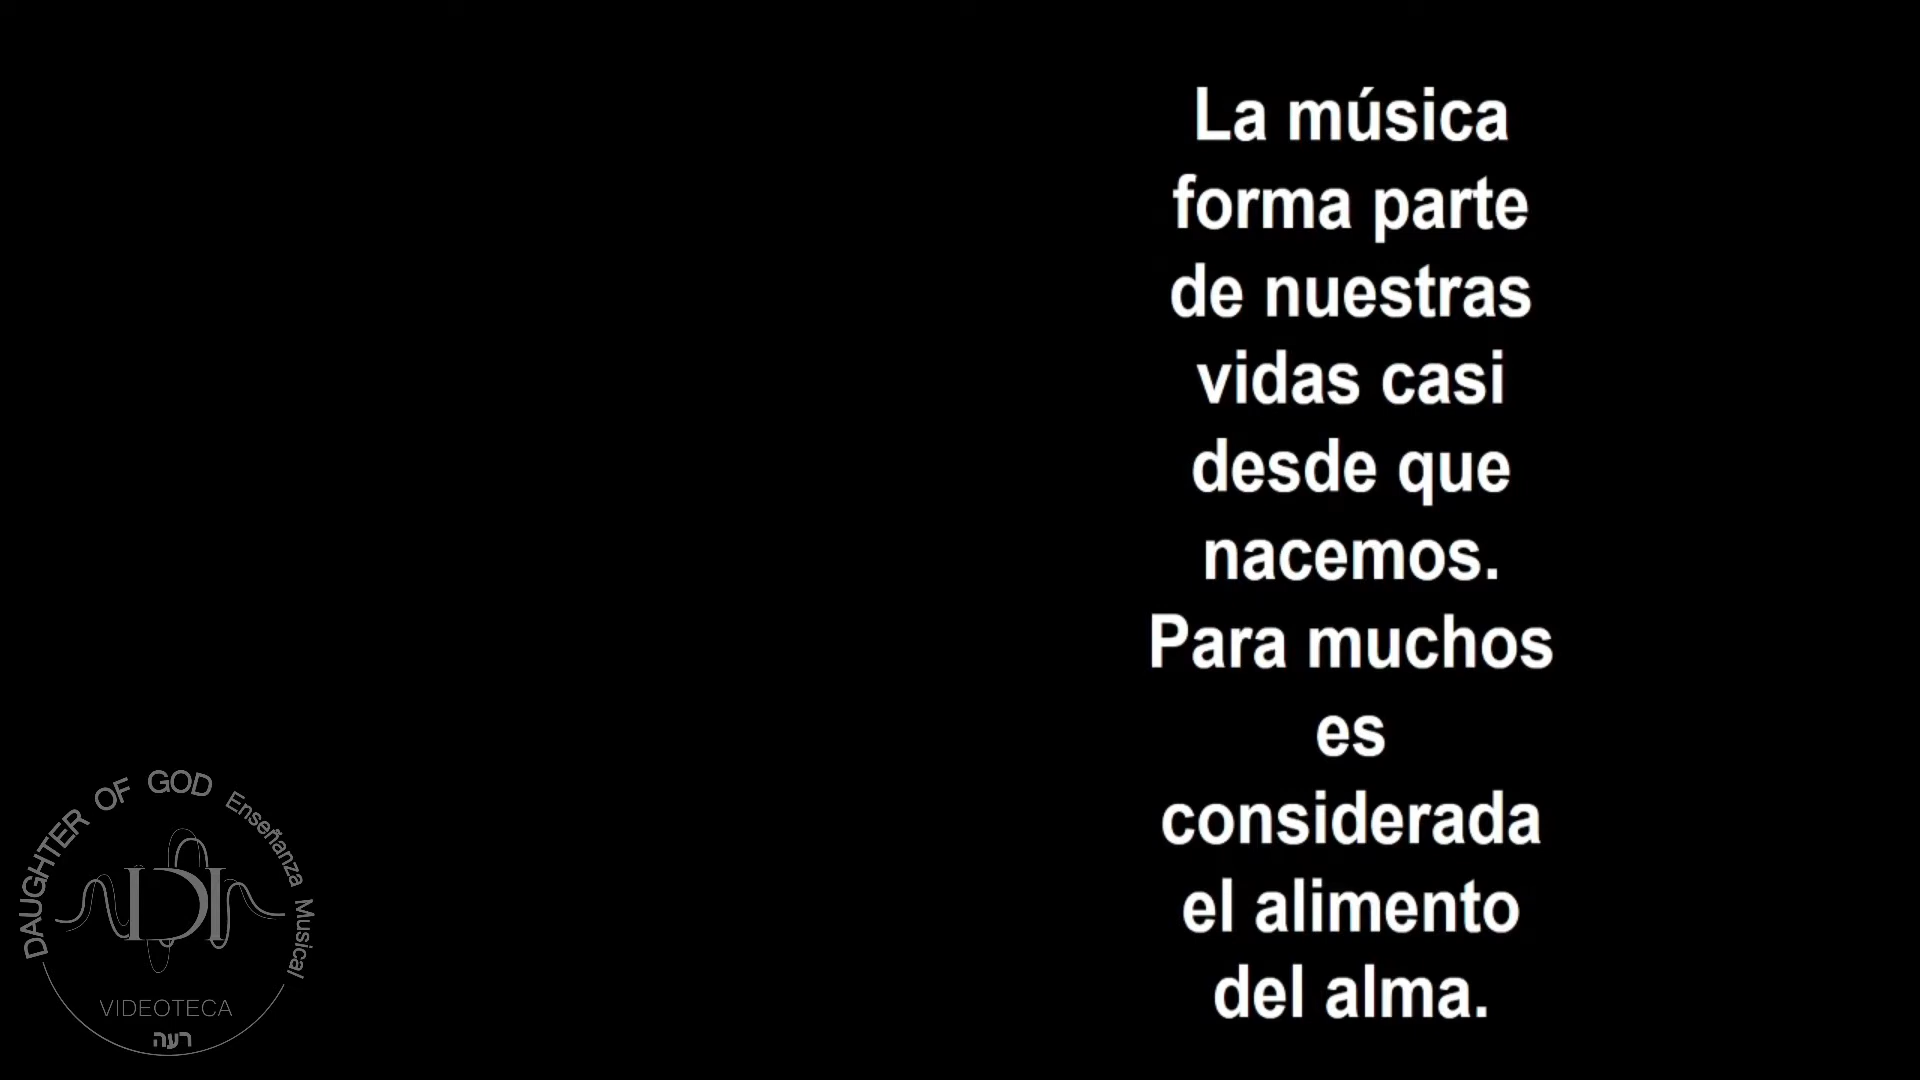 La música
forma parte
de nuestras
vidas casi
desde que
nacemos.
Para muchos
es
considerada
el alimento
del alma.
DAUGHTER OF GOD Enseñanza Musical
VIDEOTECA
רעה